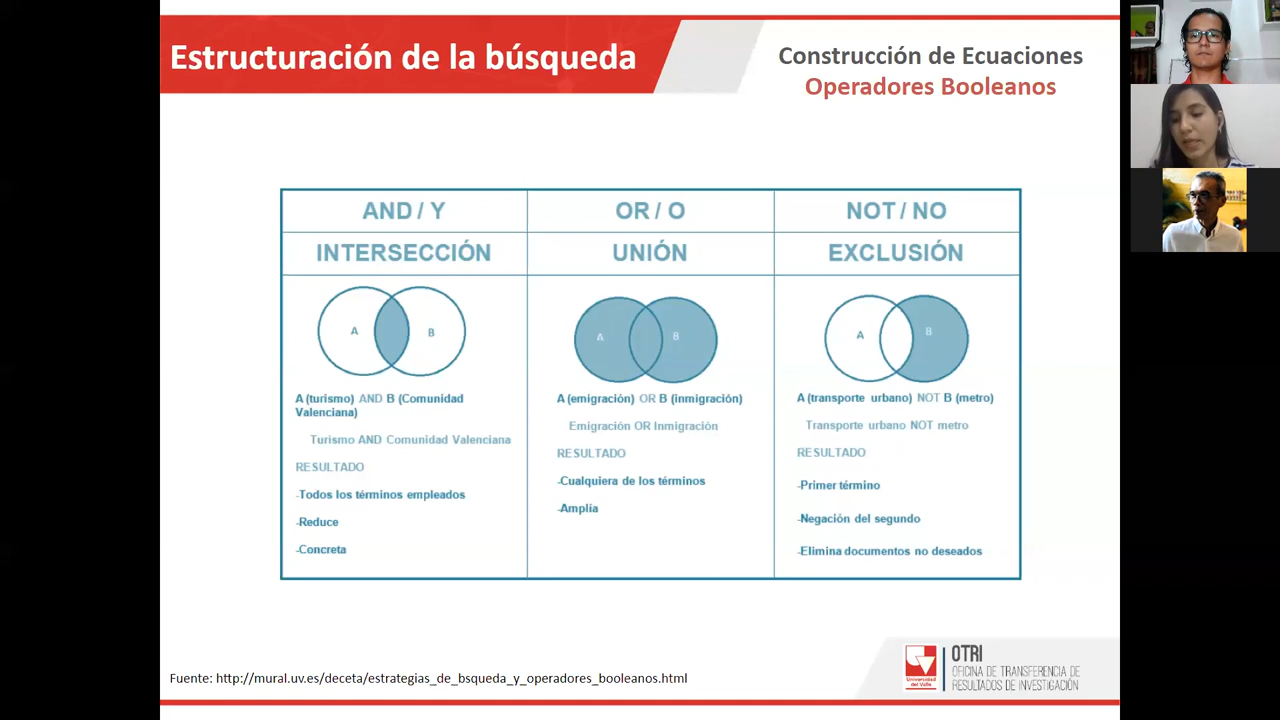 Estructuración de la búsqueda
Construcción de Ecuaciones
Operadores Booleanos
AND / Y
OR / O
NOT / NO
INTERSECCIÓN
UNIÓN
EXCLUSIÓN
A
B
A
B
A
B
A (turismo) AND B (Comunidad
Valenciana)
Turismo AND Comunidad Valenciana
RESULTADO
-Todos los términos empleados
-Reduce
-Concreta
A (emigración) OR B (inmigración)
Emigración OR Inmigración
RESULTADO
-Cualquiera de los términos
-Amplía
A (transporte urbano) NOT B (metro)
Transporte urbano NOT metro
RESULTADO
-Primer término
-Negación del segundo
-Elimina documentos no deseados
Fuente: http://mural.uv.es/deceta/estrategias_de_bsqueda_y_operadores_booleanos.html
Universidad
del Valle
OTRI
OFICINA DE TRANSFERENCIA DE
RESULTADOS DE INVESTIGACIÓN